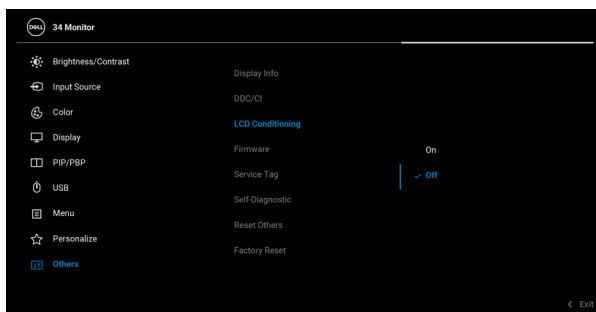 DELL
34 Monitor
Brightness/Contrast
Input Source
Color
Display
PIP/PBP
USB
Menu
Personalize
Others
Display Info
DDC/CI
LCD Conditioning
Firmware
Service Tag
Self-Diagnostic
Reset Others
Factory Reset
On
Off
Exit